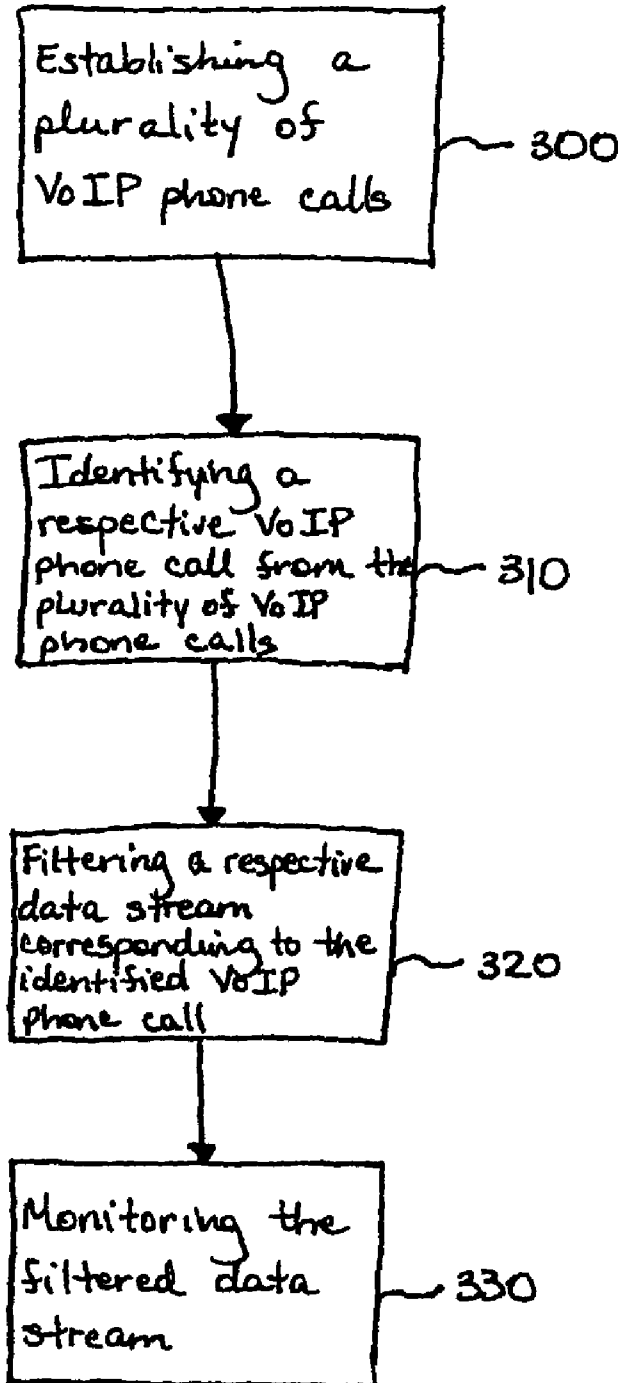 Establishing a
plurality of
VoIP phone calls
300
Identifying a
respective VoIP
phone call from the
plurality of VoIP
phone calls
310
Filtering a respective
data stream
corresponding to the
identified VoIP
phone call
320
Monitoring the
filtered data
stream
330